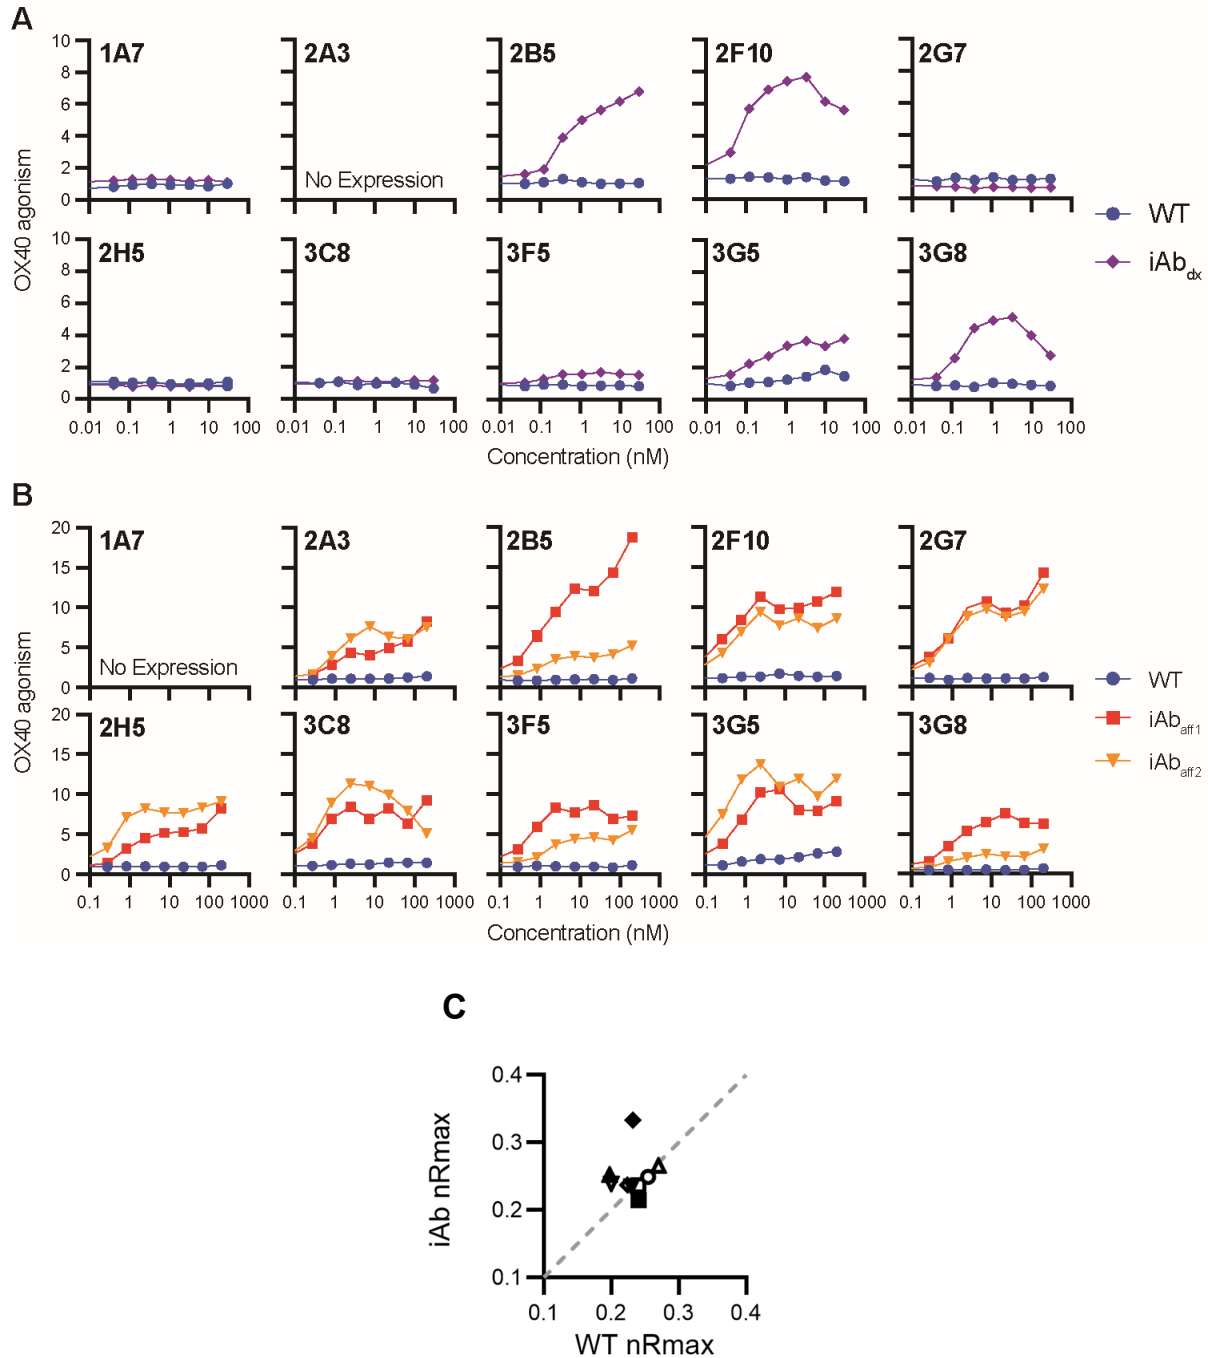 A
1A7 2A3 2B5 2F10 2G7
10
8
6
4
2
0
No Expression
OX40 agonism
WT
iAbdx
2H5 3C8 3F5 3G5 3G8
10
8
6
4
2
0
0.01 0.1 1 10 100 0.01 0.1 1 10 100 0.01 0.1 1 10 100 0.01 0.1 1 10 100 0.01 0.1 1 10 100
Concentration (nM)
B
1A7 2A3 2B5 2F10 2G7
20
15
10
5
0
No Expression
OX40 agonism
WT
iAbaff1
iAbaff2
2H5 3C8 3F5 3G5 3G8
20
15
10
5
0
0.1 1 10 100 1000 0.1 1 10 100 1000 0.1 1 10 100 1000 0.1 1 10 100 1000 0.1 1 10 100 1000
Concentration (nM)
C
iAb nRmax
0.4
0.3
0.2
0.1
0.1 0.2 0.3 0.4
WT nRmax